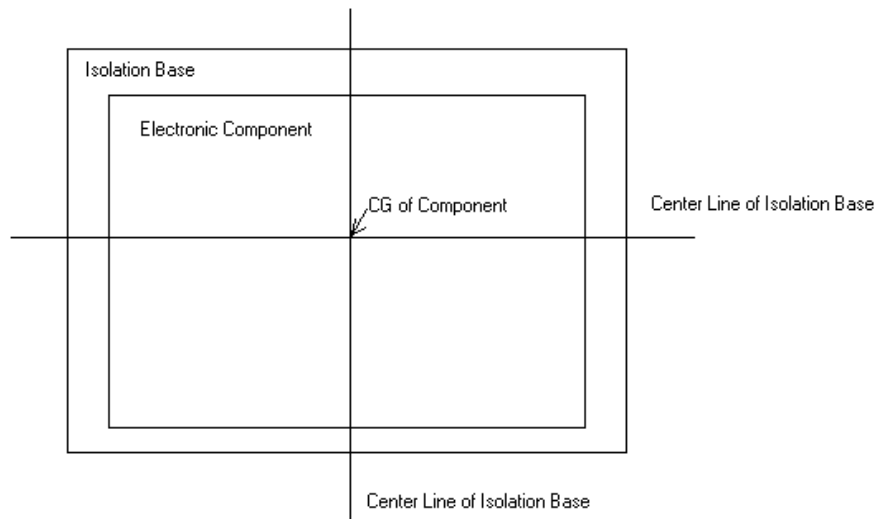 Isolation Base
Electronic Component
CG of Component
Center Line of Isolation Base
Center Line of Isolation Base